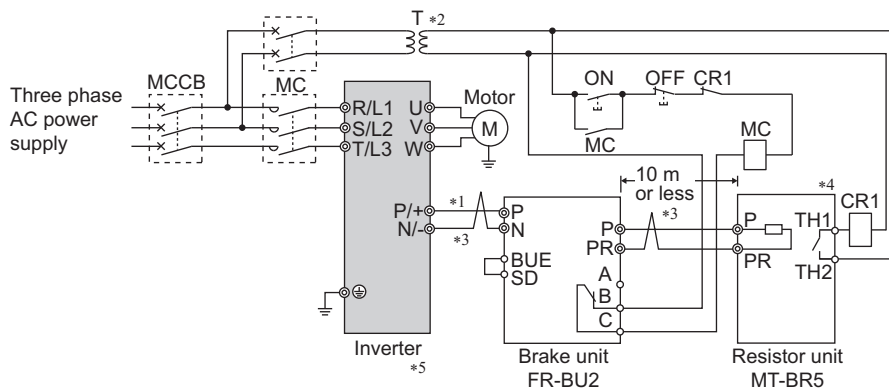 T *2
MCCB
MC
ON
OFF
CR1
Three phase
AC power
supply
R/L1
S/L2
T/L3
U
V
W
Motor
M
MC
MC
10 m
or less
*4
P/+
N/-
*1
*3
P
N
P
PR
*3
P
PR
TH1
TH2
CR1
BUE
SD
A
B
C
Inverter
*5
Brake unit
FR-BU2
Resistor unit
MT-BR5